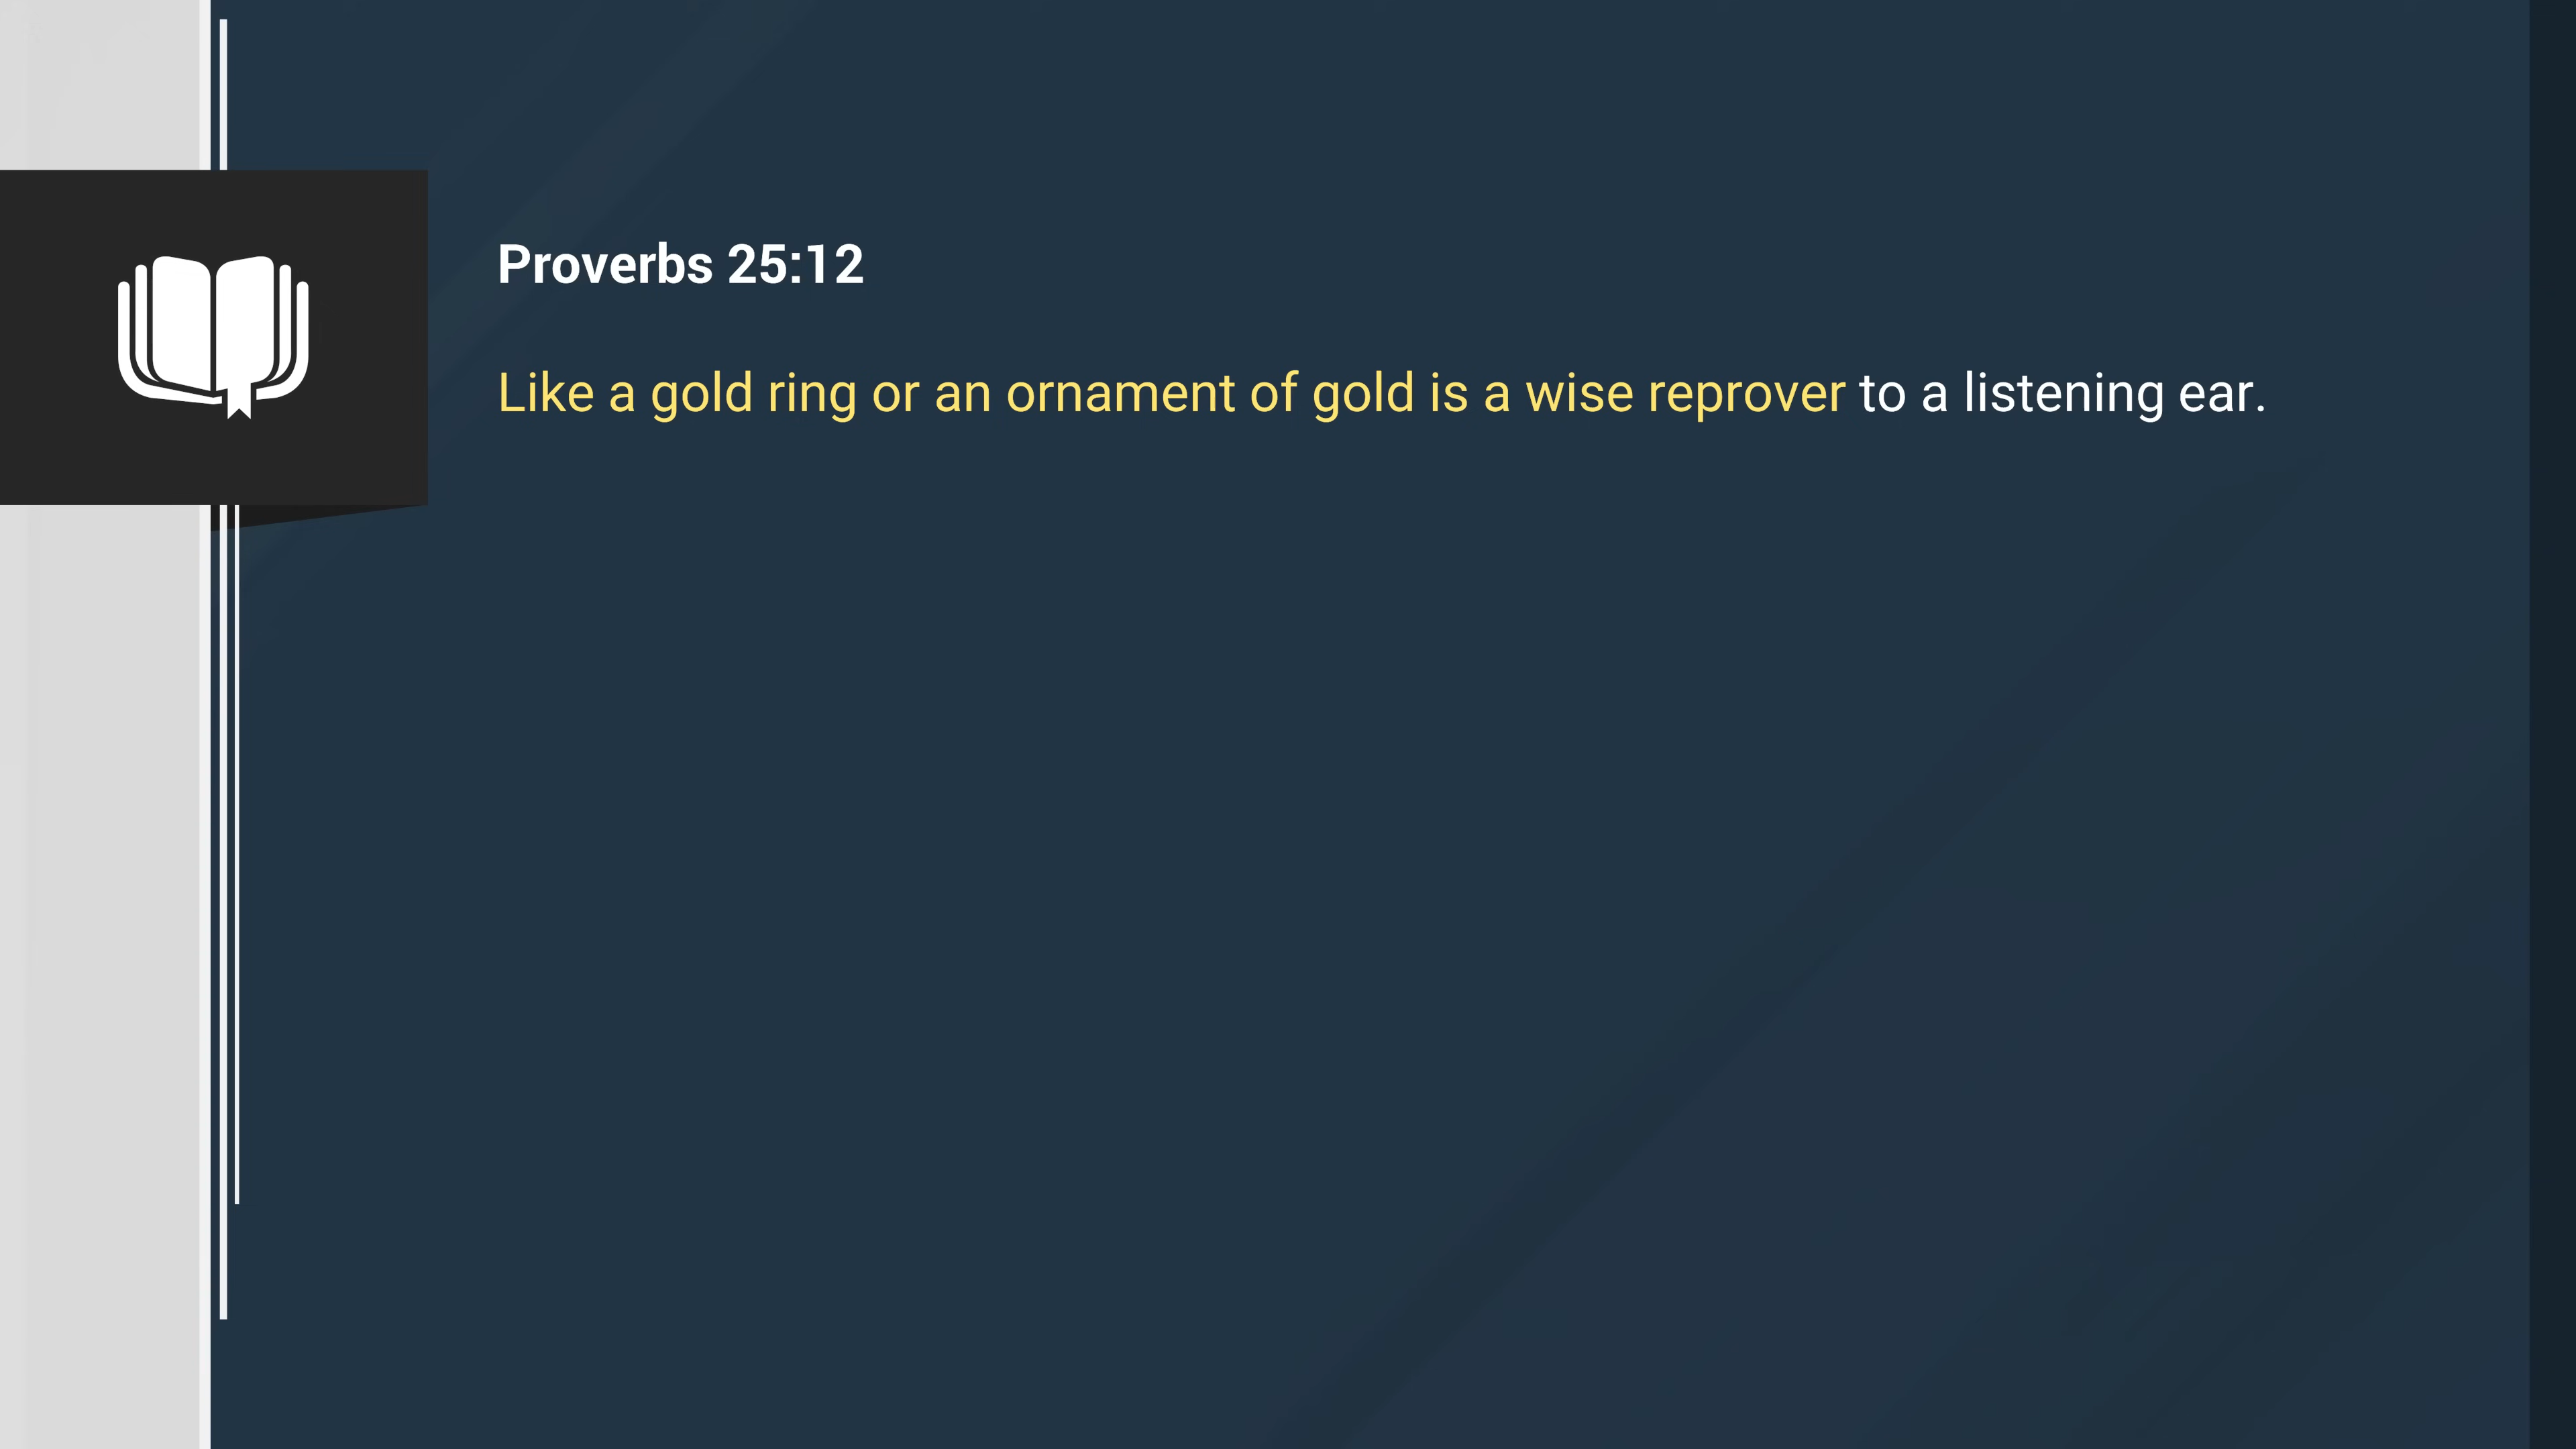 Proverbs 25:12
Like a gold ring or an ornament of gold is a wise reprover to a listening ear.